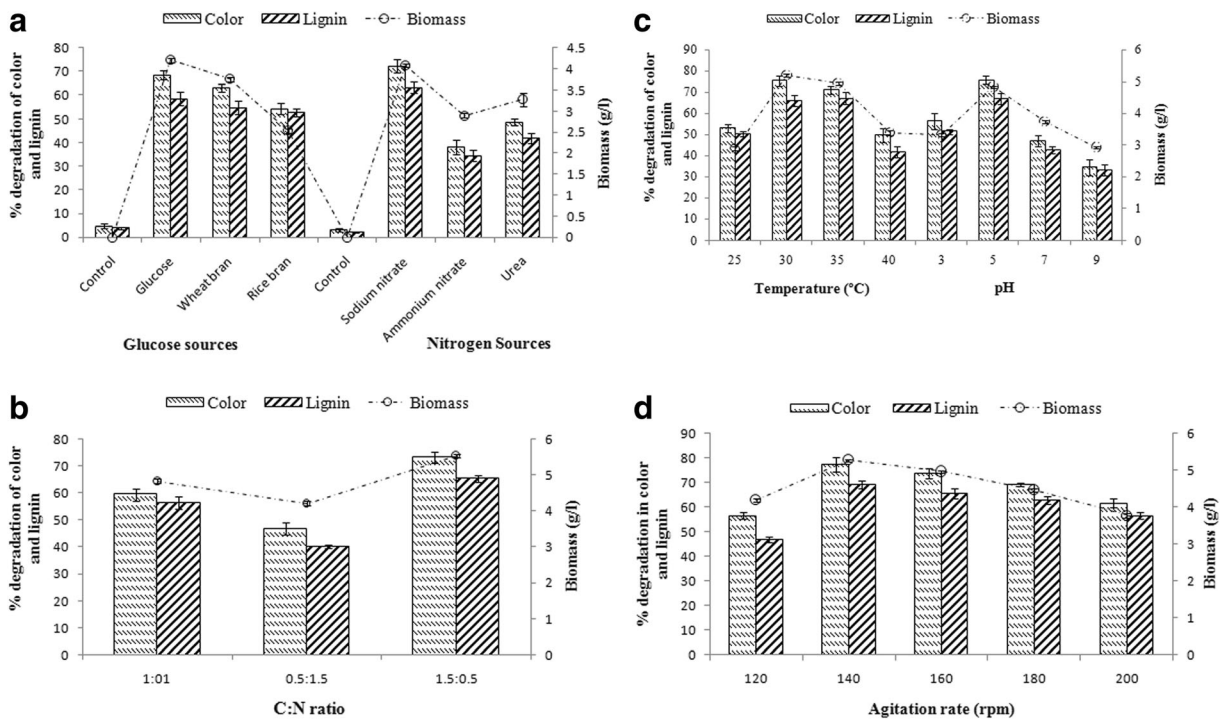 a
Color Lignin Biomass
% degradation of color and lignin
80
70
60
50
40
30
20
10
0
4.5
4
3.5
3
2.5
2
1.5
1
0.5
0
Biomass (g/l)
Control
Glucose
Wheat bran
Rice bran
Control
Sodium nitrate
Ammonium nitrate
Urea
Glucose sources
Nitrogen Sources
c
Color Lignin Biomass
% degradation of color and lignin
90
80
70
60
50
40
30
20
10
0
6
5
4
3
2
1
0
Biomass (g/l)
25 30 35 40 3 5 7 9
Temperature (°C)
pH
b
Color Lignin Biomass
% degradation of color and lignin
80
70
60
50
40
30
20
10
0
6
5
4
3
2
1
0
Biomass (g/l)
1:01 0.5:1.5 1.5:0.5
C:N ratio
d
Color Lignin Biomass
% degradation in color and lignin
90
80
70
60
50
40
30
20
10
0
6
5
4
3
2
1
0
Biomass (g/l)
120 140 160 180 200
Agitation rate (rpm)